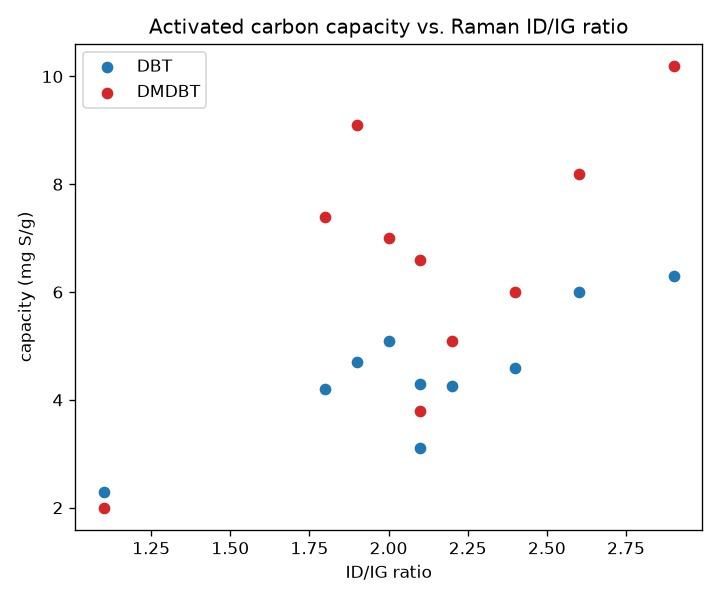 Activated carbon capacity vs. Raman ID/IG ratio
DBT
DMDBT
10
8
6
4
2
capacity (mg S/g)
1.25 1.50 1.75 2.00 2.25 2.50 2.75
ID/IG ratio